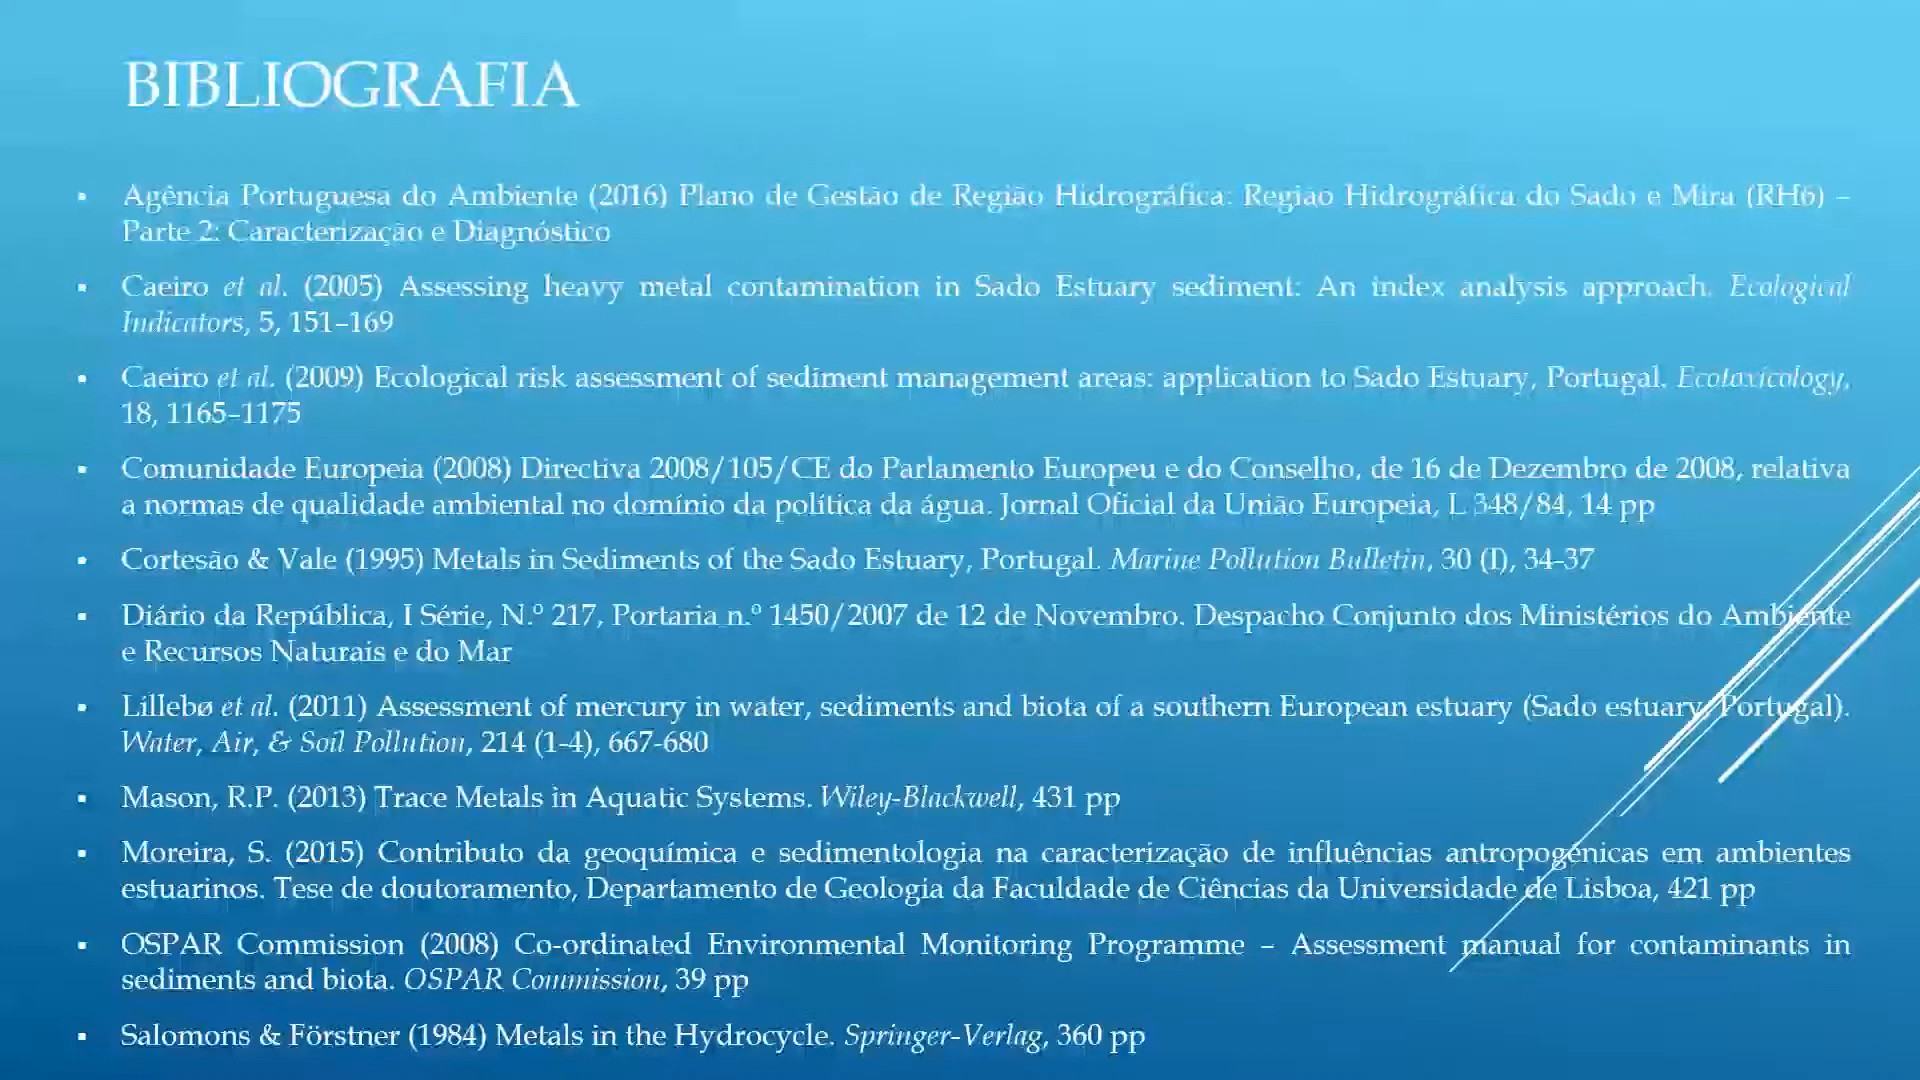 BIBLIOGRAFIA
▪ Agência Portuguesa do Ambiente (2016) Plano de Gestão de Região Hidrográfica: Região Hidrográfica do Sado e Mira (RH6) –
Parte 2: Caracterização e Diagnóstico
▪ Caeiro et al. (2005) Assessing heavy metal contamination in Sado Estuary sediment: An index analysis approach. Ecological
Indicators, 5, 151–169
▪ Caeiro et al. (2009) Ecological risk assessment of sediment management areas: application to Sado Estuary, Portugal. Ecotoxicology,
18, 1165–1175
▪ Comunidade Europeia (2008) Directiva 2008/105/CE do Parlamento Europeu e do Conselho, de 16 de Dezembro de 2008, relativa
a normas de qualidade ambiental no domínio da política da água. Jornal Oficial da União Europeia, L 348/84, 14 pp
▪ Cortesão & Vale (1995) Metals in Sediments of the Sado Estuary, Portugal. Marine Pollution Bulletin, 30 (I), 34-37
▪ Diário da República, I Série, N.º 217, Portaria n.º 1450/2007 de 12 de Novembro. Despacho Conjunto dos Ministérios do Ambiente
e Recursos Naturais e do Mar
▪ Lillebø et al. (2011) Assessment of mercury in water, sediments and biota of a southern European estuary (Sado estuary, Portugal).
Water, Air, & Soil Pollution, 214 (1-4), 667-680
▪ Mason, R.P. (2013) Trace Metals in Aquatic Systems. Wiley-Blackwell, 431 pp
▪ Moreira, S. (2015) Contributo da geoquímica e sedimentologia na caracterização de influências antropogénicas em ambientes
estuarinos. Tese de doutoramento, Departamento de Geologia da Faculdade de Ciências da Universidade de Lisboa, 421 pp
▪ OSPAR Commission (2008) Co-ordinated Environmental Monitoring Programme – Assessment manual for contaminants in
sediments and biota. OSPAR Commission, 39 pp
▪ Salomons & Förstner (1984) Metals in the Hydrocycle. Springer-Verlag, 360 pp